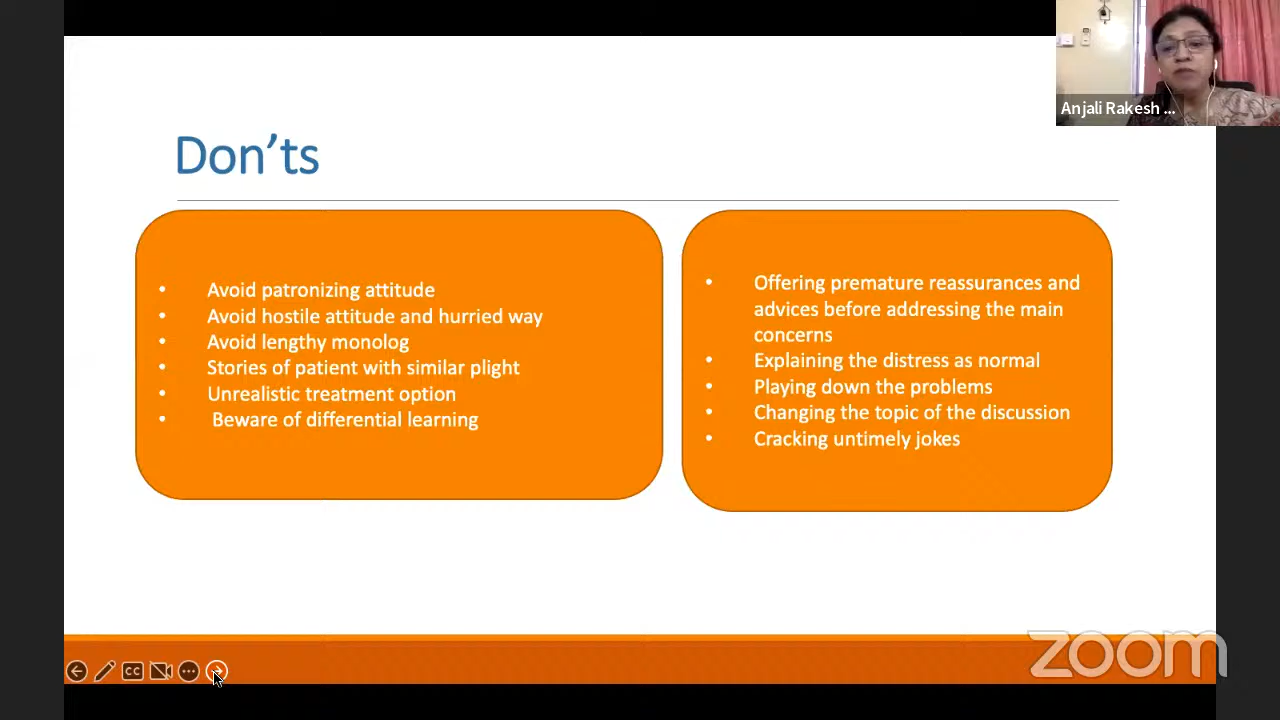 Anjali Rakesh ...
Don'ts
• Avoid patronizing attitude
• Avoid hostile attitude and hurried way
• Avoid lengthy monolog
• Stories of patient with similar plight
• Unrealistic treatment option
• Beware of differential learning
• Offering premature reassurances and
advices before addressing the main
concerns
• Explaining the distress as normal
• Playing down the problems
• Changing the topic of the discussion
• Cracking untimely jokes
CC
zoom